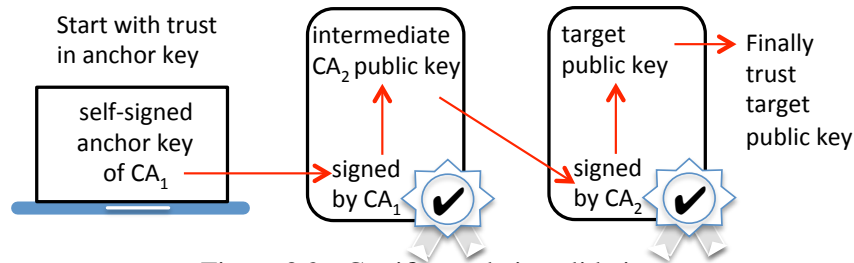 Start with trust
in anchor key
self-signed
anchor key
of CA₁
intermediate
CA₂ public key
signed
by CA₁
target
public key
signed
by CA₂
Finally
trust
target
public key